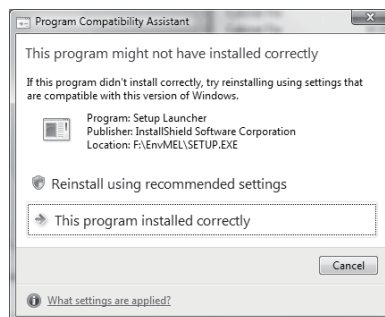 Program Compatibility Assistant
This program might not have installed correctly
If this program didn't install correctly, try reinstalling using settings that
are compatible with this version of Windows.
Program: Setup Launcher
Publisher: InstallShield Software Corporation
Location: F:\EnvMEL\SETUP.EXE
Reinstall using recommended settings
This program installed correctly
Cancel
What settings are applied?